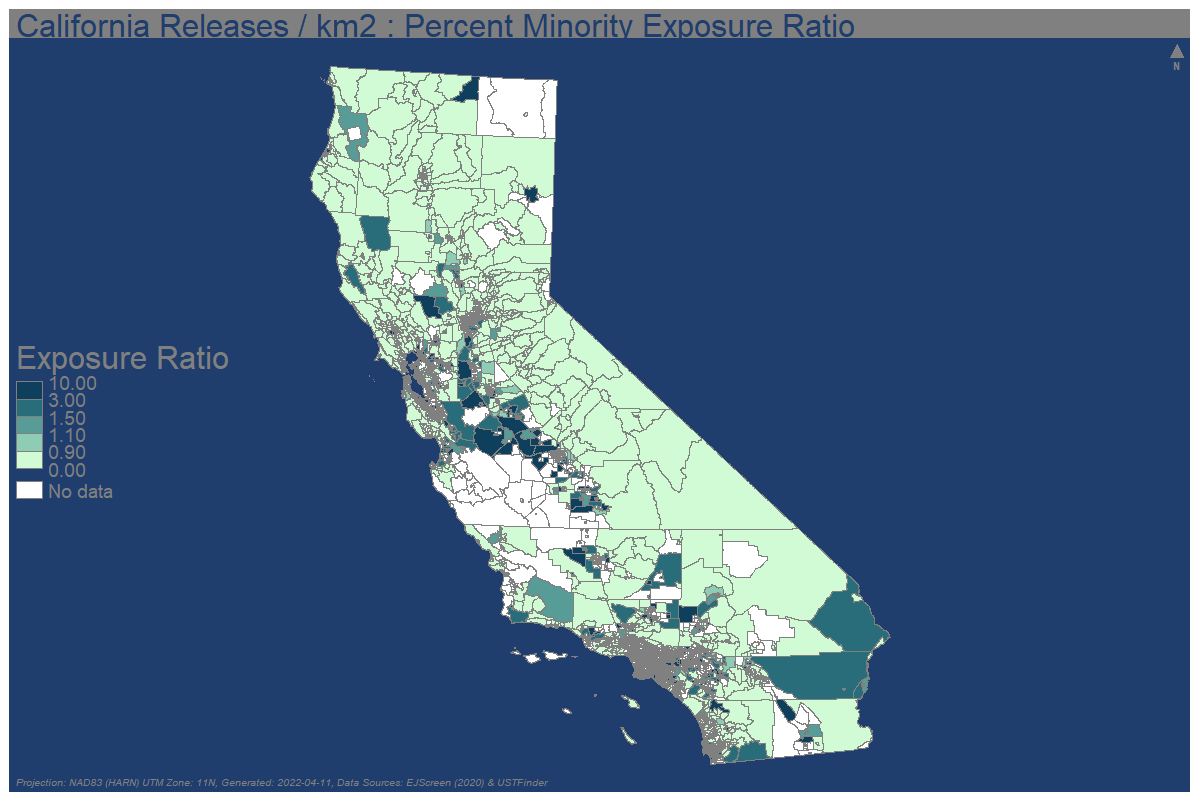 California Releases / km2 : Percent Minority Exposure Ratio
N
Exposure Ratio
10.00
3.00
1.50
1.10
0.90
0.00
No data
Projection: NAD83 (HARN) UTM Zone: 11N, Generated: 2022-04-11, Data Sources: EJScreen (2020) & USTFinder